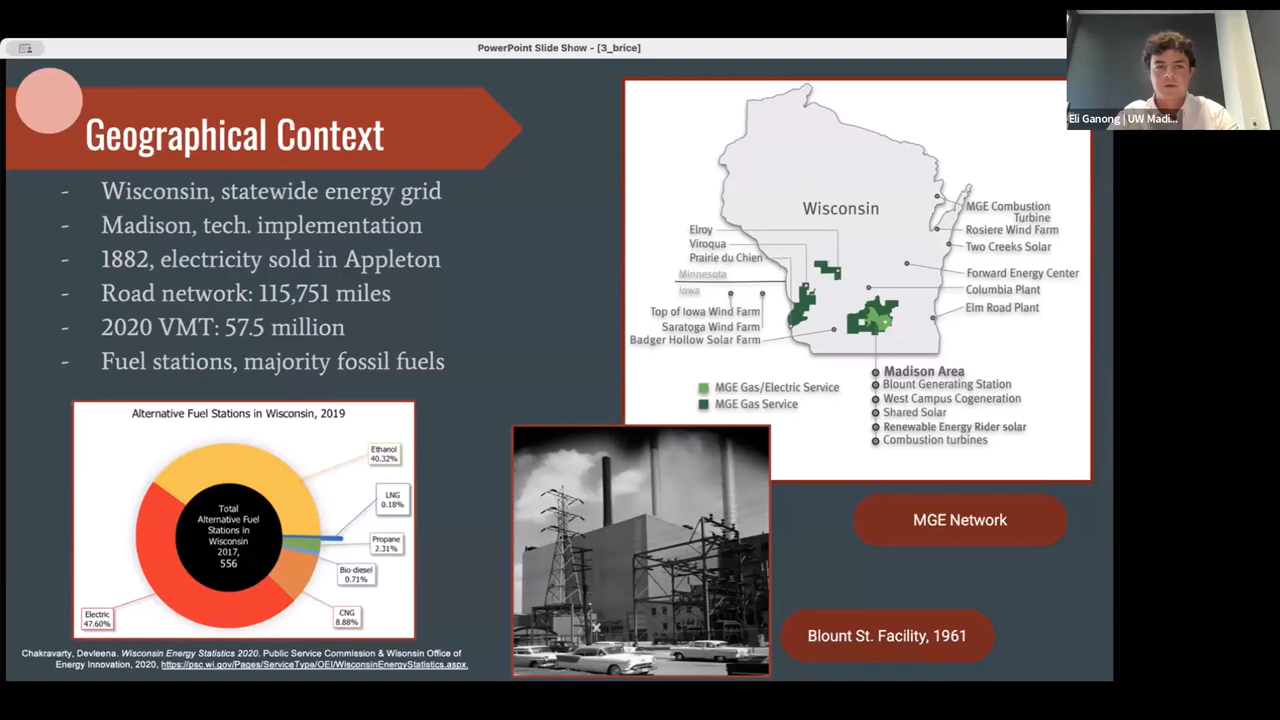 PowerPoint Slide Show - [3_brice]
Eli Ganong | UW Madi...
Geographical Context
- Wisconsin, statewide energy grid
- Madison, tech. implementation
- 1882, electricity sold in Appleton
- Road network: 115,751 miles
- 2020 VMT: 57.5 million
- Fuel stations, majority fossil fuels
Wisconsin
Elroy
Viroqua
Prairie du Chien
Minnesota
Iowa
Top of Iowa Wind Farm
Saratoga Wind Farm
Badger Hollow Solar Farm
MGE Combustion
Turbine
Rosiere Wind Farm
Two Creeks Solar
Forward Energy Center
Columbia Plant
Elm Road Plant
MGE Gas/Electric Service
MGE Gas Service
Madison Area
Blount Generating Station
West Campus Cogeneration
Shared Solar
Renewable Energy Rider solar
Combustion turbines
Alternative Fuel Stations in Wisconsin, 2019
Ethanol
40.32%
LNG
0.18%
Propane
2.31%
Bio-diesel
0.71%
CNG
8.88%
Electric
47.60%
Total
Alternative Fuel
Stations in
Wisconsin
2017,
556
MGE Network
Blount St. Facility, 1961
Chakravarty, Devleena. Wisconsin Energy Statistics 2020. Public Service Commission & Wisonsin Office of
Energy Innovation, 2020, https://psc.wi.gov/Pages/ServiceType/OEI/WisconsinEnergyStatistics.aspx.